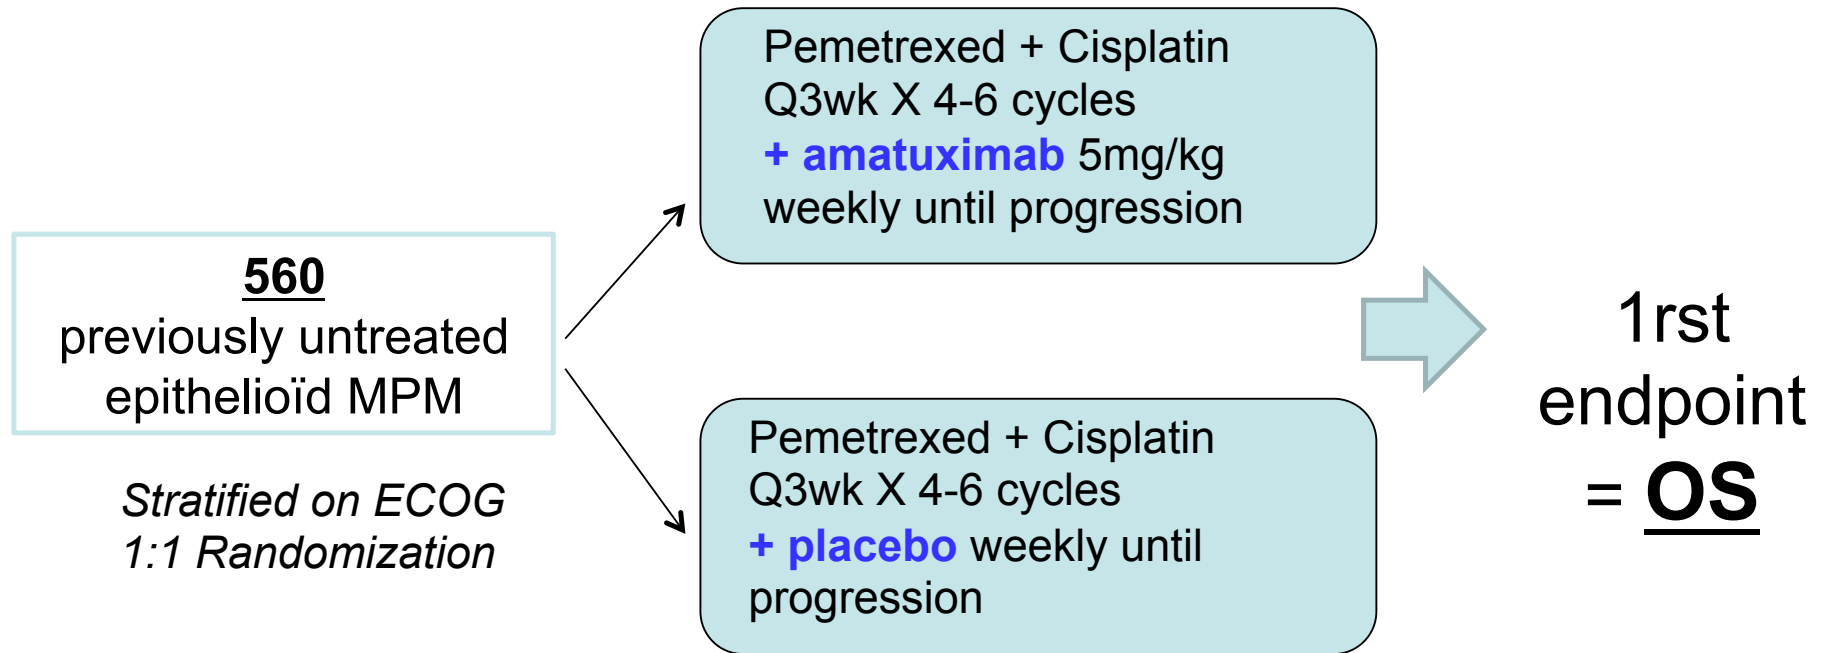 560
previously untreated
epithelioïd MPM
Stratified on ECOG
1:1 Randomization
Pemetrexed + Cisplatin
Q3wk X 4-6 cycles
+ amatuximab 5mg/kg
weekly until progression
Pemetrexed + Cisplatin
Q3wk X 4-6 cycles
+ placebo weekly until
progression
1rst
endpoint
= OS